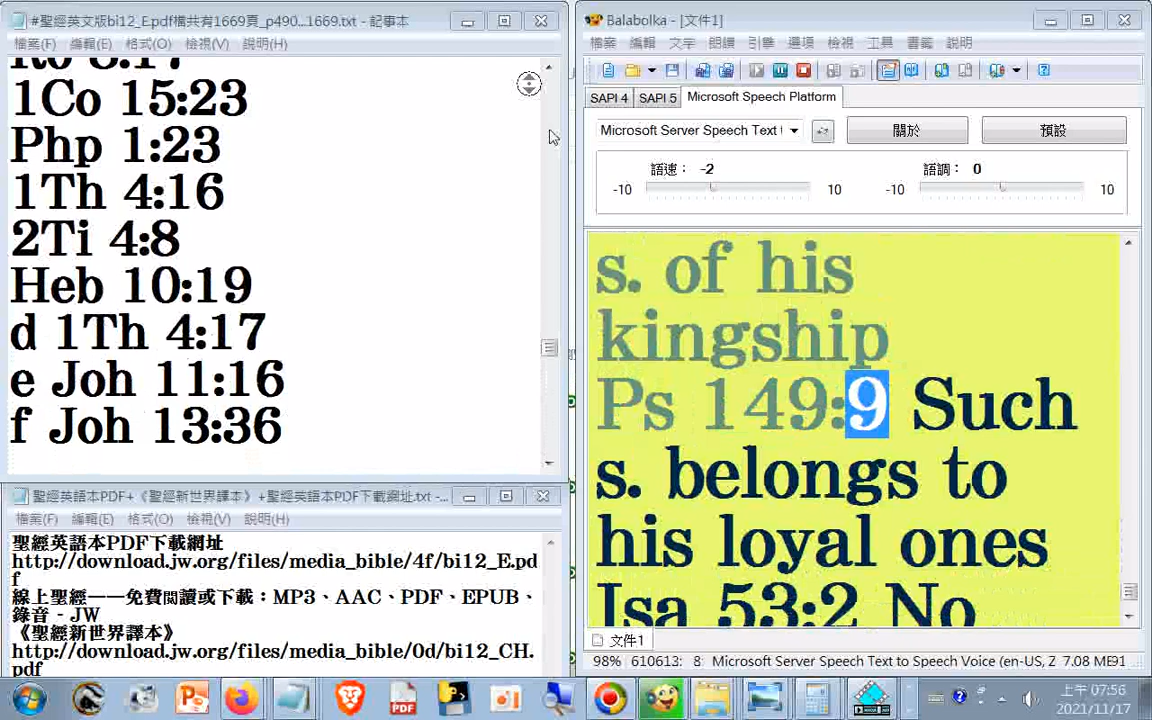 #聖經英文版bi12_E.pdf檔共有1669頁_p490...1669.txt - 記事本
檔案(F) 編輯(E) 格式(O) 檢視(V) 說明(H)
Ro 8:17
1Co 15:23
Php 1:23
1Th 4:16
2Ti 4:8
Heb 10:19
d 1Th 4:17
e Joh 11:16
f Joh 13:36
聖經英語本PDF+《聖經新世界譯本》+聖經英語本PDF下載網址.txt -...
檔案(F) 編輯(E) 格式(O) 檢視(V) 說明(H)
聖經英語本PDF下載網址
http://download.jw.org/files/media_bible/4f/bi12_E.pd
f
線上聖經──免費閱讀或下載：MP3、AAC、PDF、EPUB、
錄音 - JW
《聖經新世界譯本》
http://download.jw.org/files/media_bible/0d/bi12_CH.
pdf
Balabolka - [文件1]
檔案 編輯 文字 朗讀 引擎 選項 檢視 工具 書籤 說明
SAPI 4 SAPI 5 Microsoft Speech Platform
Microsoft Server Speech Text 關於 預設
語速： -2 語調： 0
-10 10 -10 10
s. of his
kingship
Ps 149:9 Such
s. belongs to
his loyal ones
Isa 53:2 No
文件1
98% 610613: 8: Microsoft Server Speech Text to Speech Voice (en-US, Z 7.08 ME91
上午 07:56
2021/11/17